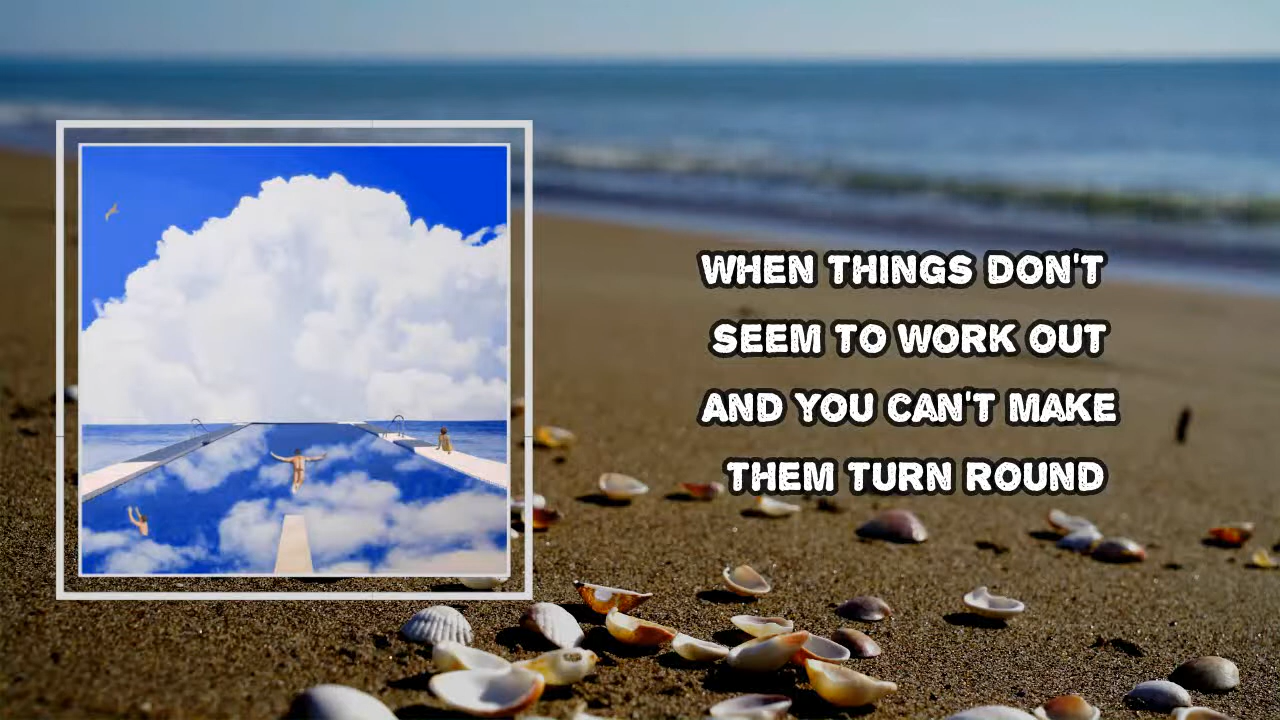 WHEN THINGS DON'T
SEEM TO WORK OUT
AND YOU CAN'T MAKE
THEM TURN ROUND